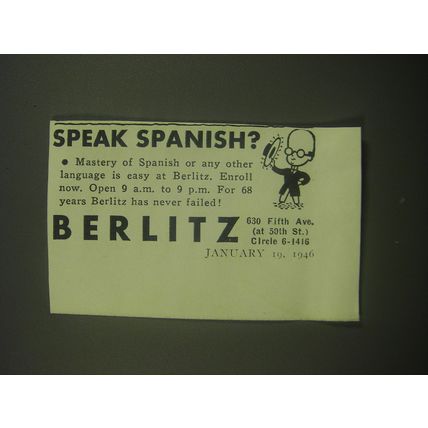 SPEAK SPANISH?
● Mastery of Spanish or any other
language is easy at Berlitz. Enroll
now. Open 9 a.m. to 9 p.m. For 68
years Berlitz has never failed!
BERLITZ
630 Fifth Ave.
(at 50th St.)
CIrcle 6-1416
JANUARY 19, 1946